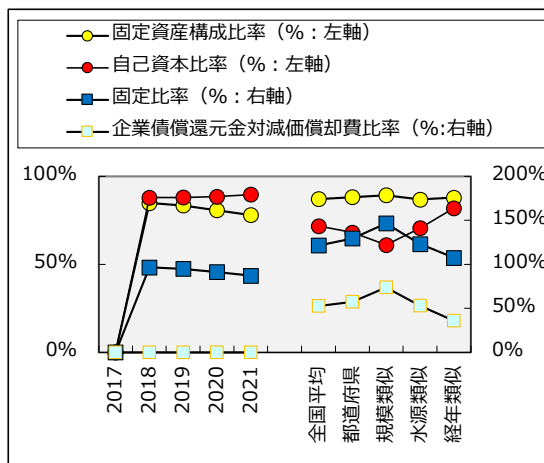 固定資産構成比率（%：左軸）
自己資本比率（%：左軸）
固定比率（%：右軸）
企業債償還元金対減価償却費比率（%:右軸）
100%
50%
0%
200%
150%
100%
50%
0%
2017
2018
2019
2020
2021
全国平均
都道府県
規模類似
水源類似
経年類似